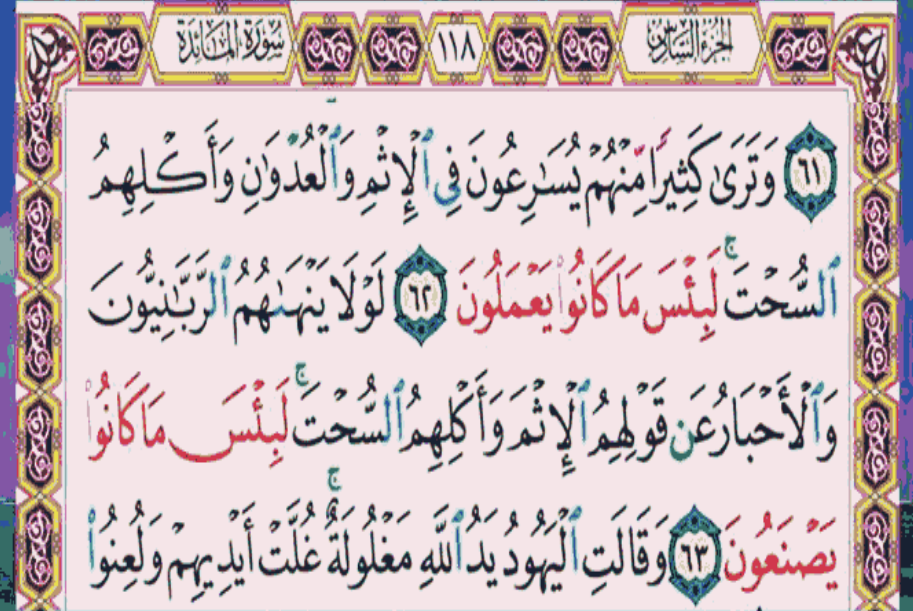 الجزء السادس
١١٨
سورة المائدة
٦١ وَتَرَىٰ كَثِيرًا مِّنْهُمْ يُسَـٰرِعُونَ فِى ٱلْإِثْمِ وَٱلْعُدْوَٰنِ وَأَكْلِهِمُ
ٱلسُّحْتَ ۚ لَبِئْسَ مَا كَانُوا۟ يَعْمَلُونَ ٦٢ لَوْلَا يَنْهَىٰهُمُ ٱلرَّبَّـٰنِيُّونَ
وَٱلْأَحْبَارُ عَن قَوْلِهِمُ ٱلْإِثْمَ وَأَكْلِهِمُ ٱلسُّحْتَ ۚ لَبِئْسَ مَا كَانُوا۟
يَصْنَعُونَ ٦٣ وَقَالَتِ ٱلْيَهُودُ يَدُ ٱللَّهِ مَغْلُولَةٌ ۚ غُلَّتْ أَيْدِيهِمْ وَلُعِنُوا۟